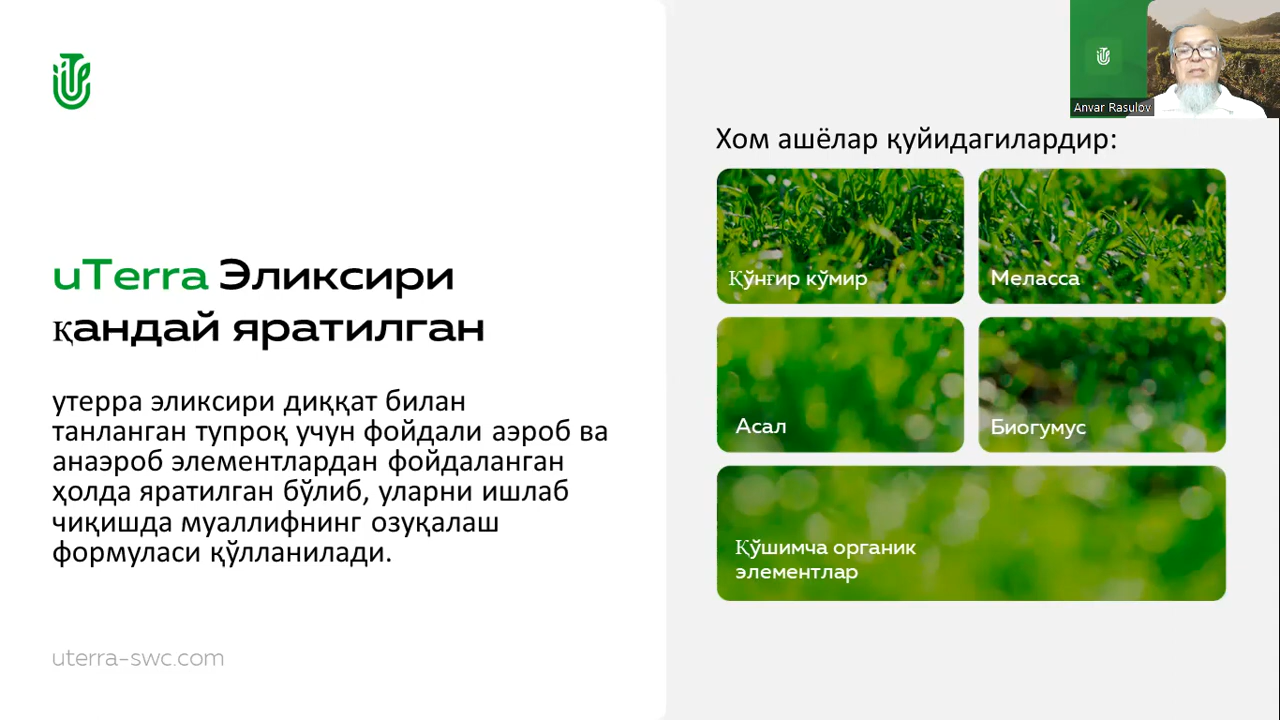 uTerra Эликсири
қандай яратилган
утерра эликсири диққат билан
танланган тупроқ учун фойдали аэроб ва
анаэроб элементлардан фойдаланган
ҳолда яратилган бўлиб, уларни ишлаб
чиқишда муаллифнинг озуқалаш
формуласи қўлланилади.
uterra-swc.com
Хом ашёлар қуйидагилардир:
Қўнғир кўмир
Меласса
Асал
Биогумус
Қўшимча органик
элементлар
Anvar Rasulov